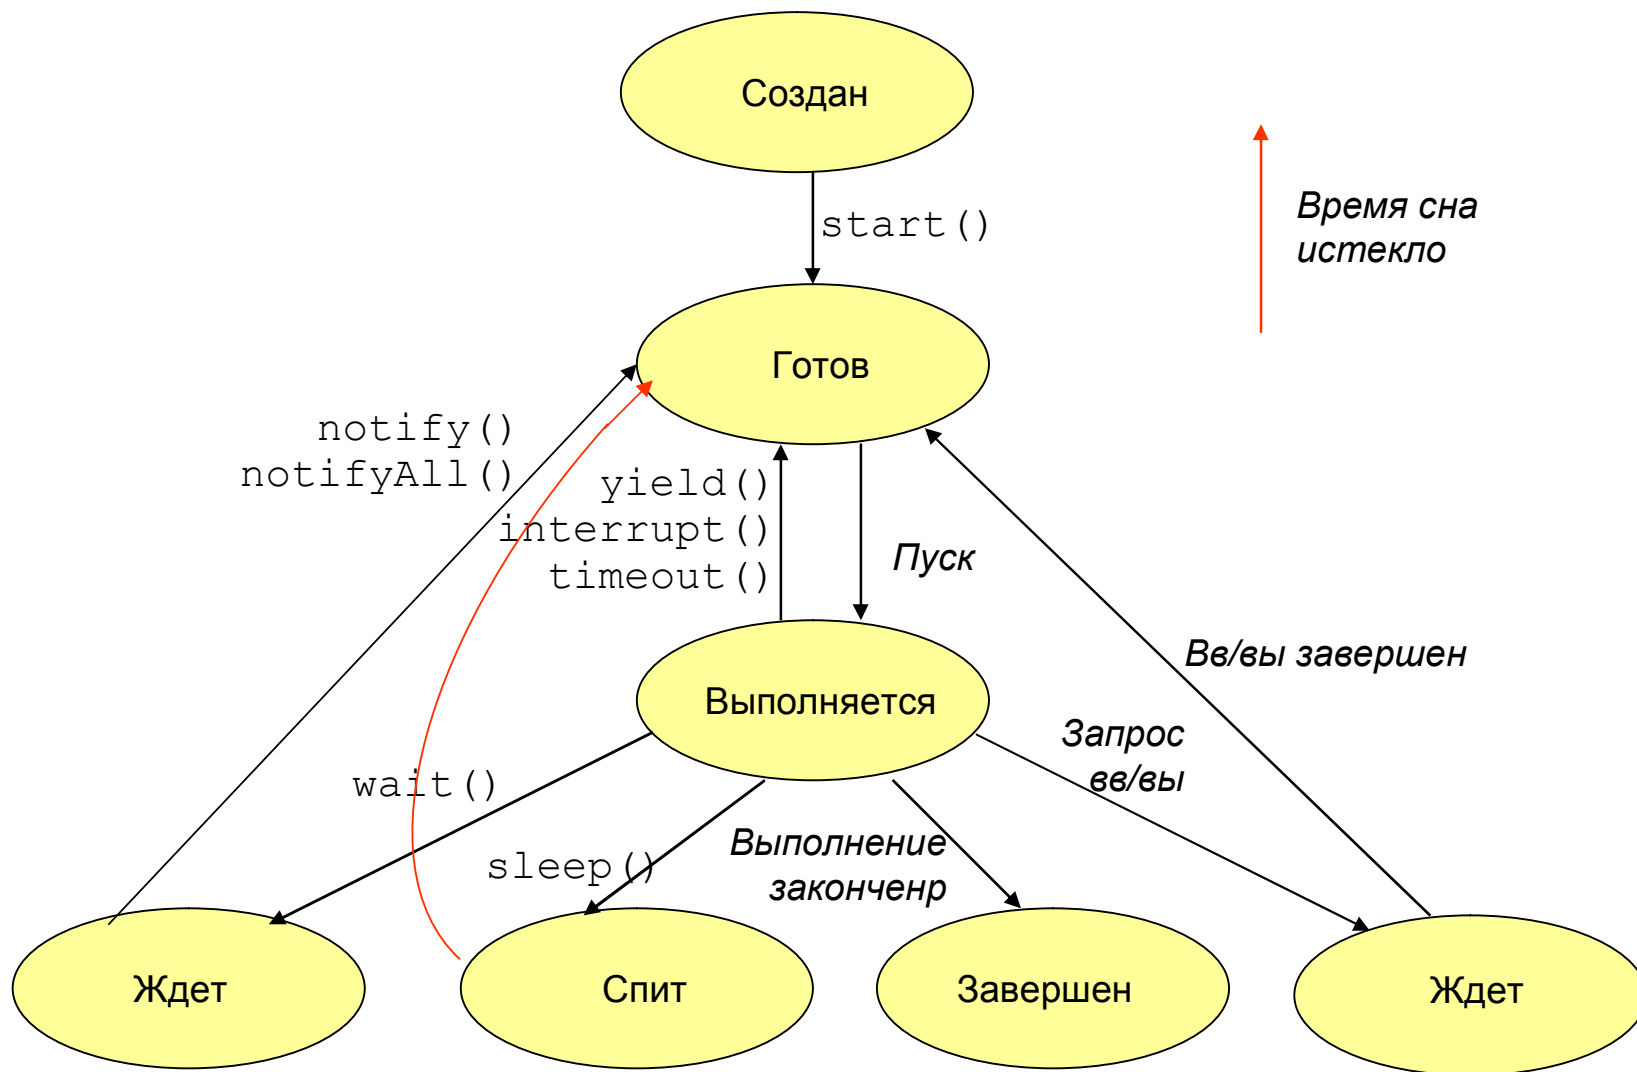 Создан
start()
Время сна
истекло
Готов
notify()
notifyAll()
yield()
interrupt()
timeout()
Пуск
Вв/вы завершен
Выполняется
Запрос
вв/вы
wait()
sleep()
Выполнение
законченр
Ждет
Спит
Завершен
Ждет